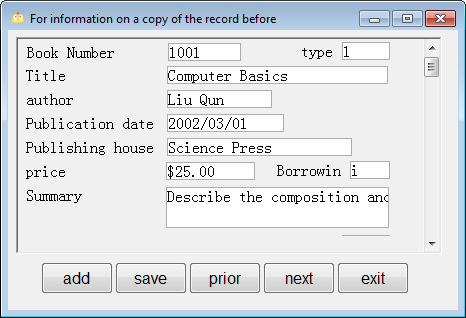 For information on a copy of the record before
Book Number 1001 type 1
Title Computer Basics
author Liu Qun
Publication date 2002/03/01
Publishing house Science Press
price $25.00 Borrowin i
Summary Describe the composition and
add save prior next exit